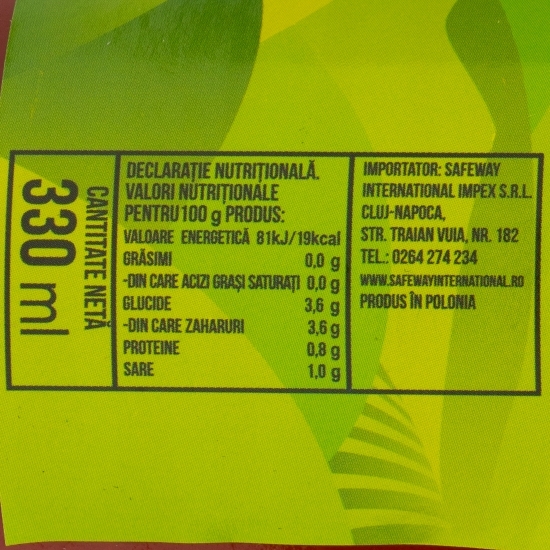 CANTITATE NETĂ
330 ml
DECLARAȚIE NUTRIȚIONALĂ.
VALORI NUTRIȚIONALE
PENTRU 100 g PRODUS:
VALOARE ENERGETICĂ 81kJ/19kcal
GRĂSIMI 0,0 g
-DIN CARE ACIZI GRAȘI SATURAȚI 0,0 g
GLUCIDE 3,6 g
-DIN CARE ZAHARURI 3,6 g
PROTEINE 0,8 g
SARE 1,0 g
IMPORTATOR: SAFEWAY
INTERNATIONAL IMPEX S.R.L.
CLUJ-NAPOCA,
STR. TRAIAN VUIA, NR. 182
TEL.: 0264 274 234
WWW.SAFEWAYINTERNATIONAL.RO
PRODUS ÎN POLONIA